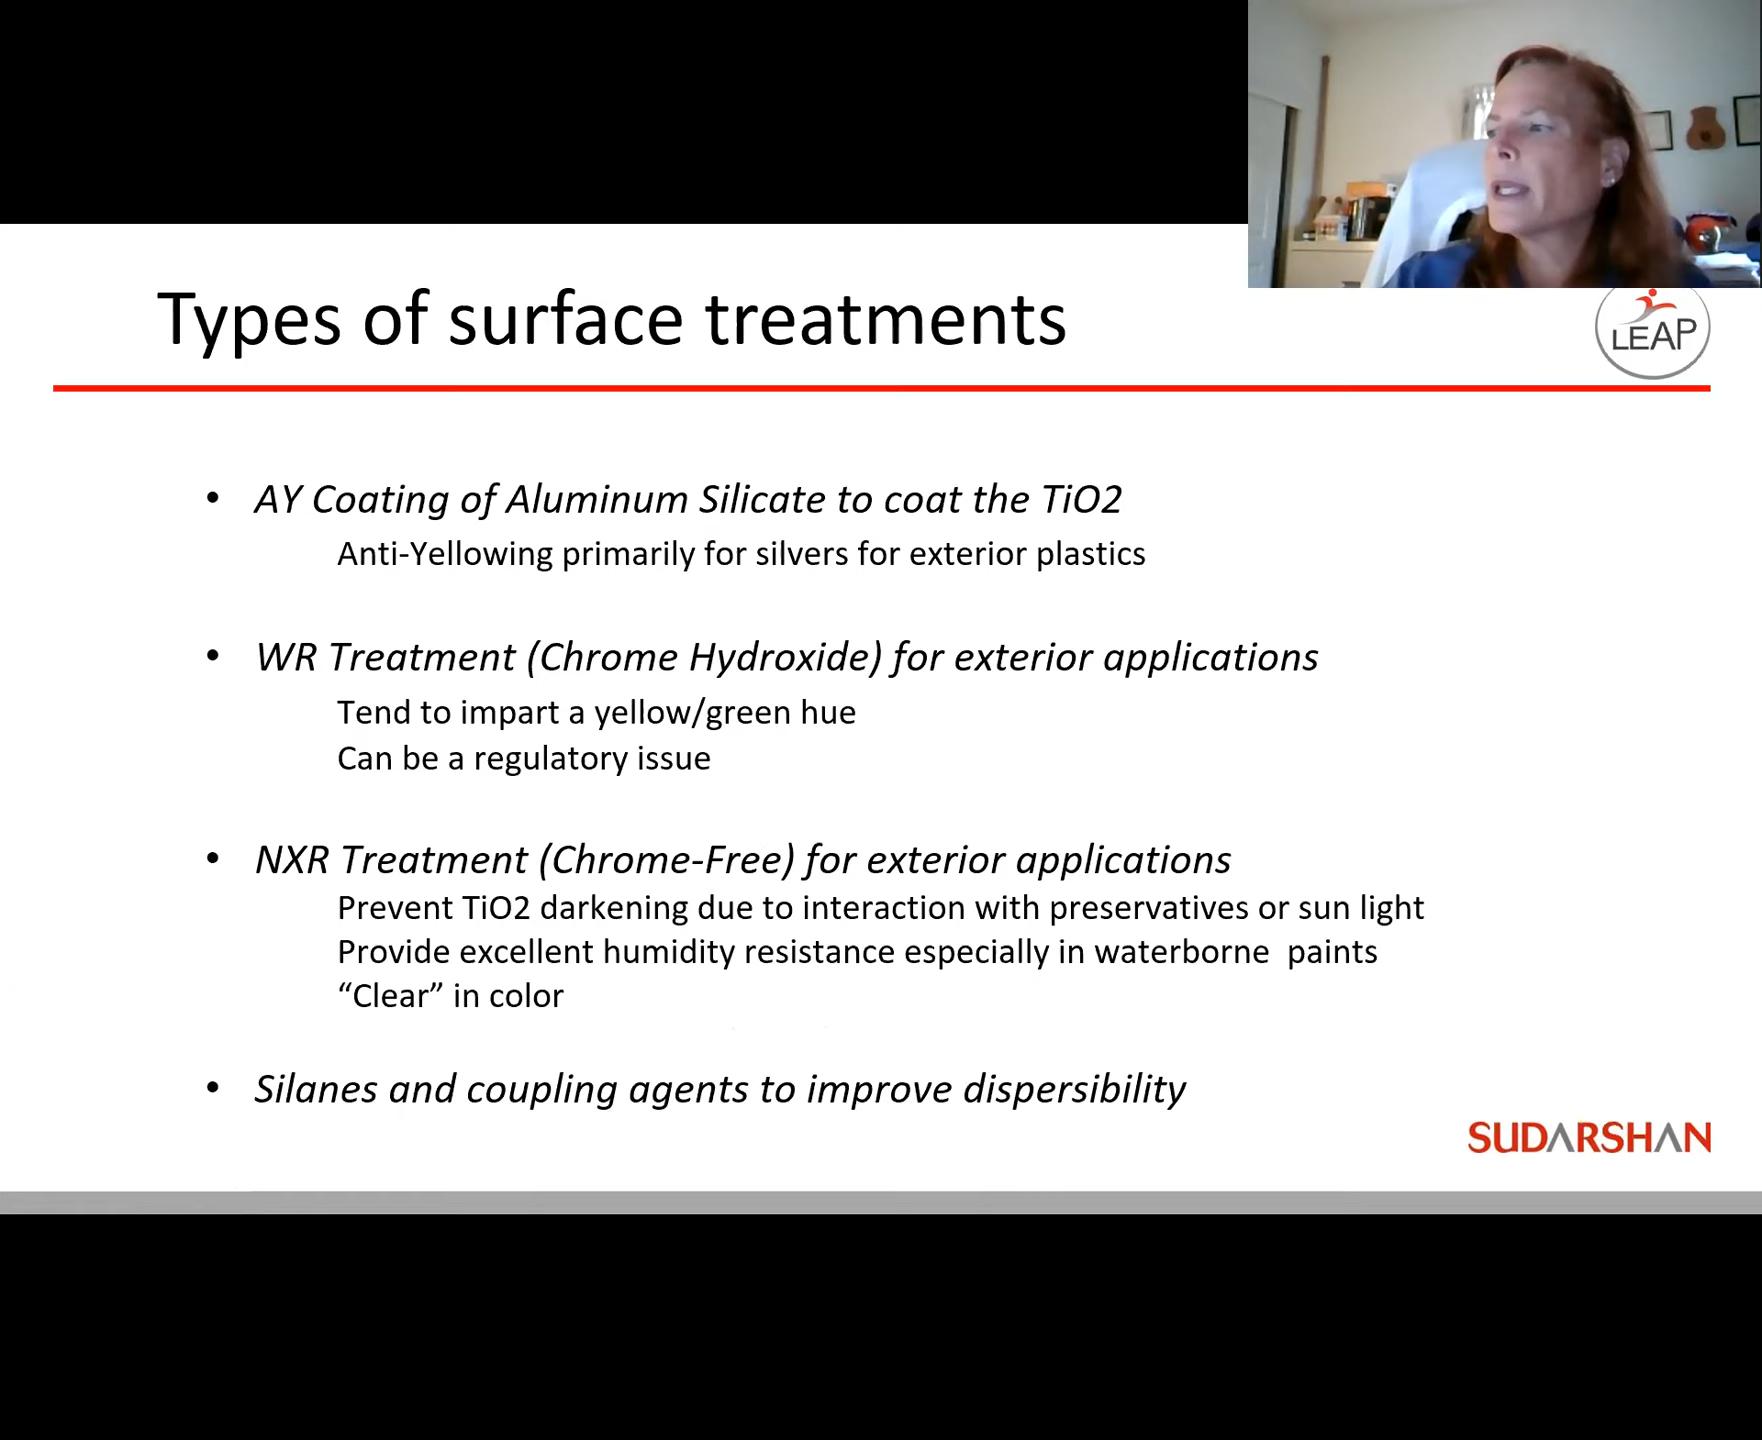 Types of surface treatments
LEAP
• AY Coating of Aluminum Silicate to coat the TiO2
Anti-Yellowing primarily for silvers for exterior plastics
• WR Treatment (Chrome Hydroxide) for exterior applications
Tend to impart a yellow/green hue
Can be a regulatory issue
• NXR Treatment (Chrome-Free) for exterior applications
Prevent TiO2 darkening due to interaction with preservatives or sun light
Provide excellent humidity resistance especially in waterborne  paints
“Clear” in color
• Silanes and coupling agents to improve dispersibility
SUDARSHAN